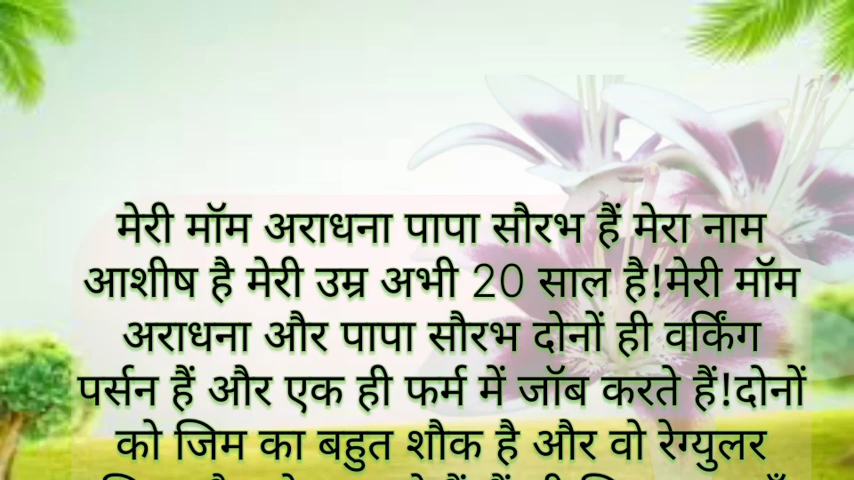 मेरी मॉम अराधना पापा सौरभ हैं मेरा नाम
आशीष है मेरी उम्र अभी 20 साल है!मेरी मॉम
अराधना और पापा सौरभ दोनों ही वर्किंग
पर्सन हैं और एक ही फर्म में जॉब करते हैं!दोनों
को जिम का बहुत शौक है और वो रेग्युलर